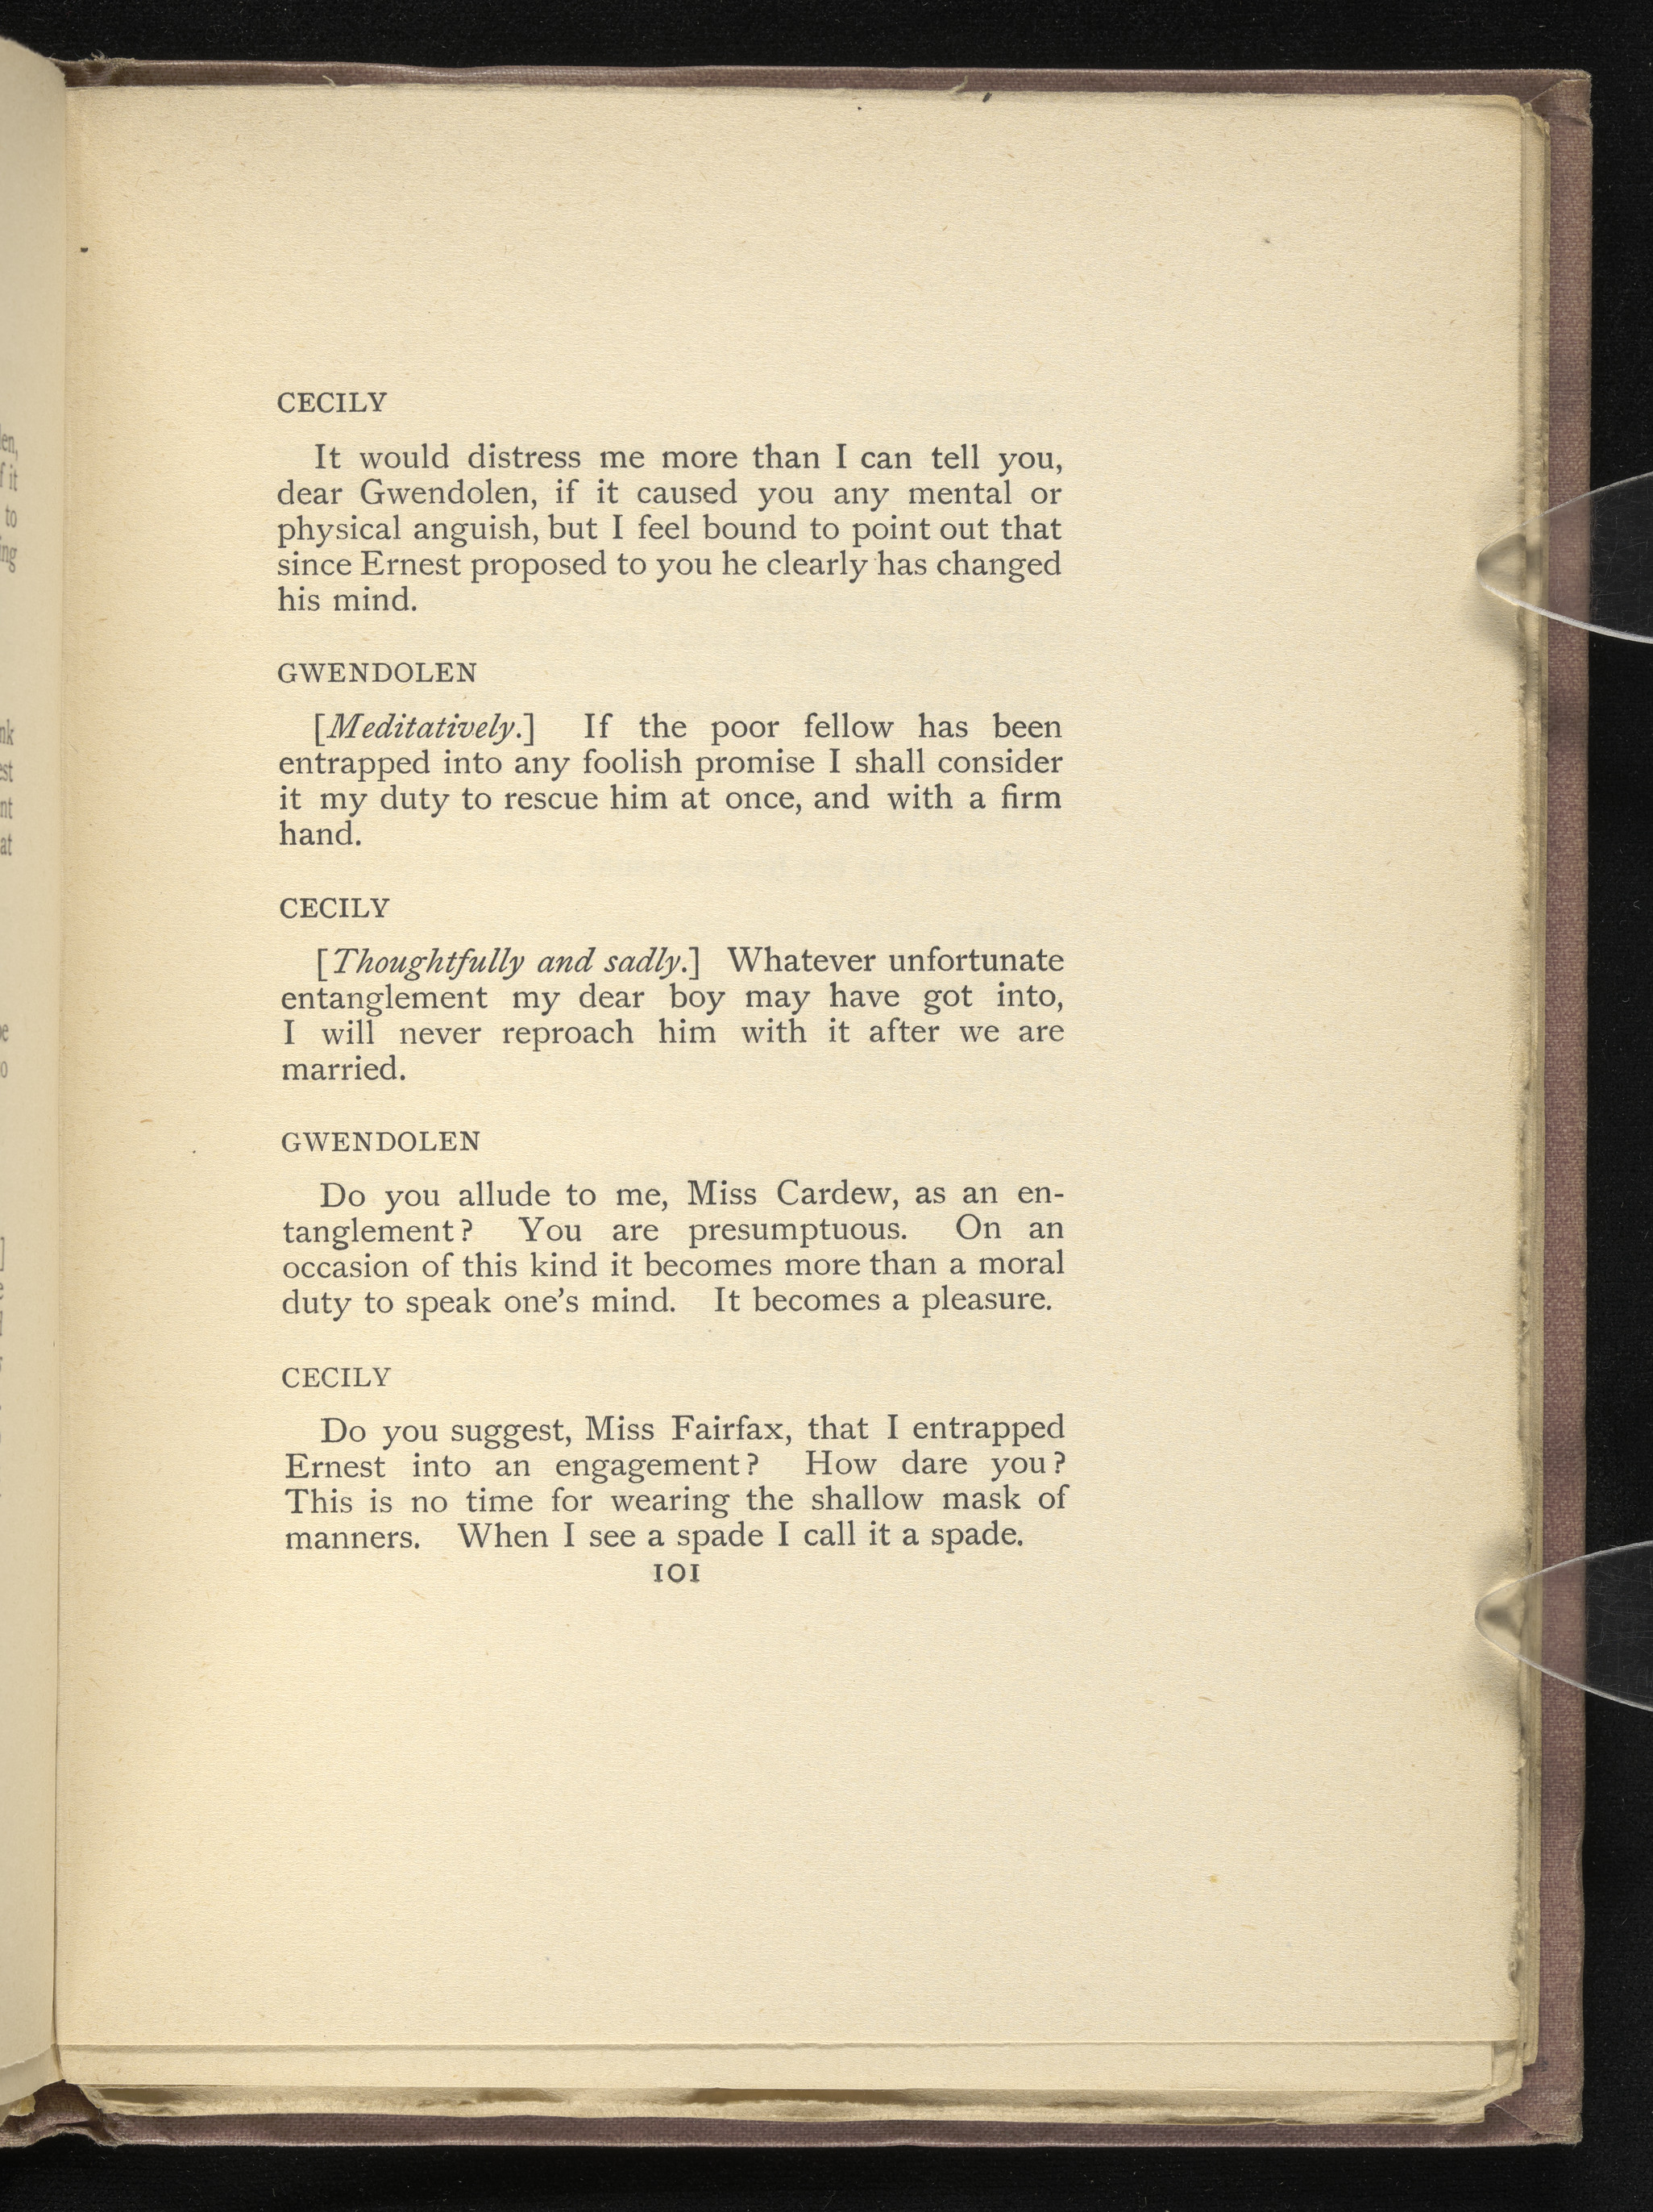 CECILY
It would distress me more than I can tell you,
dear Gwendolen, if it caused you any mental or
physical anguish, but I feel bound to point out that
since Ernest proposed to you he clearly has changed
his mind.
GWENDOLEN
[Meditatively.] If the poor fellow has been
entrapped into any foolish promise I shall consider
it my duty to rescue him at once, and with a firm
hand.
CECILY
[Thoughtfully and sadly.] Whatever unfortunate
entanglement my dear boy may have got into,
I will never reproach him with it after we are
married.
GWENDOLEN
Do you allude to me, Miss Cardew, as an en-
tanglement? You are presumptuous. On an
occasion of this kind it becomes more than a moral
duty to speak one's mind. It becomes a pleasure.
CECILY
Do you suggest, Miss Fairfax, that I entrapped
Ernest into an engagement? How dare you?
This is no time for wearing the shallow mask of
manners. When I see a spade I call it a spade.
101